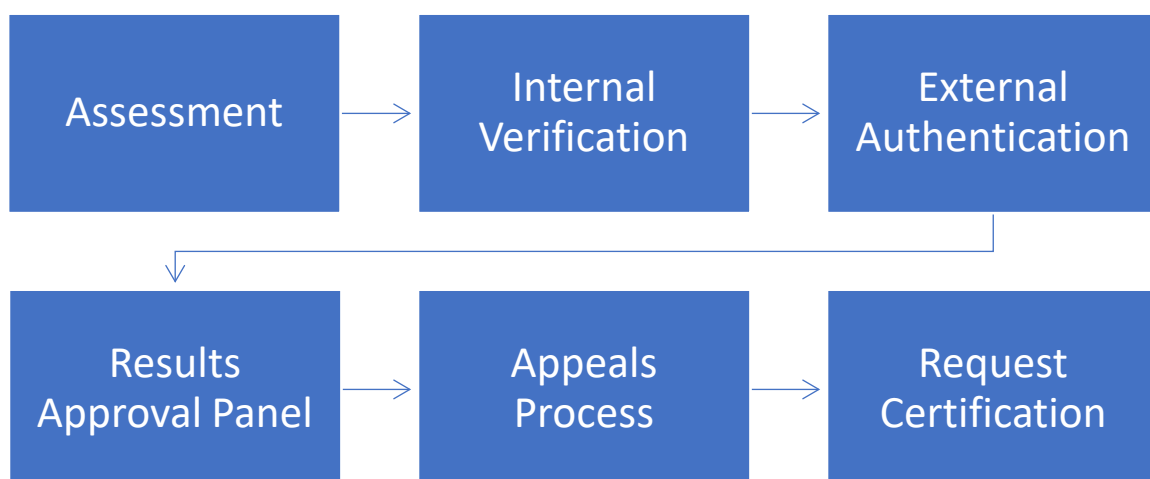 Assessment
Internal
Verification
External
Authentication
Results
Approval Panel
Appeals
Process
Request
Certification